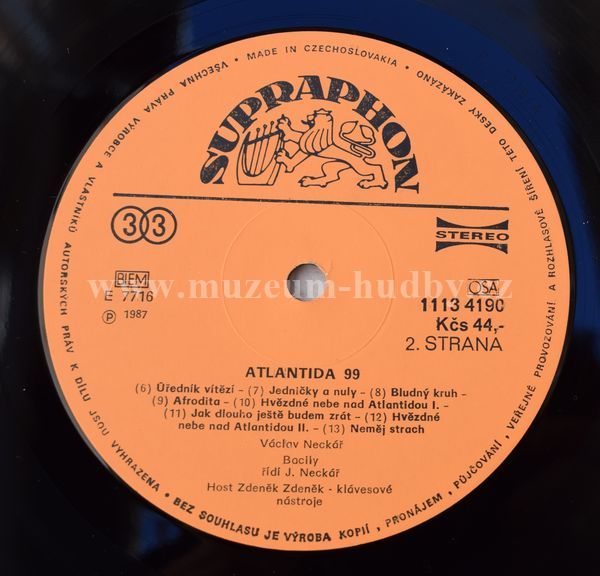 • MADE IN CZECHOSLOVAKIA •
VŠECHNA PRÁVA VÝROBCE A VLASTNÍKŮ AUTORSKÝCH PRÁV K DÍLU JSOU VYHRAZENA • BEZ SOUHLASU JE VÝROBA KOPIÍ, PRONÁJEM, PŮJČOVÁNÍ, VEŘEJNÉ PROVOZOVÁNÍ A ROZHLASOVÉ ŠÍŘENÍ TÉTO DESKY ZAKÁZÁNO
SUPRAPHON
33
STEREO
BIEM
OSA
www.muzeum-hudby.cz
E 7716
1113 4190
Ⓟ 1987
Kčs 44,-
2. STRANA
ATLANTIDA 99
(6) Úředník vítězí – (7) Jedničky a nuly – (8) Bludný kruh –
(9) Afrodita – (10) Hvězdné nebe nad Atlantidou I. –
(11) Jak dlouho ještě budem zrát – (12) Hvězdné
nebe nad Atlantidou II. – (13) Neměj strach
Václav Neckář
Bacily
řídí J. Neckář
Host Zdeněk Zdeněk - klávesové
nástroje